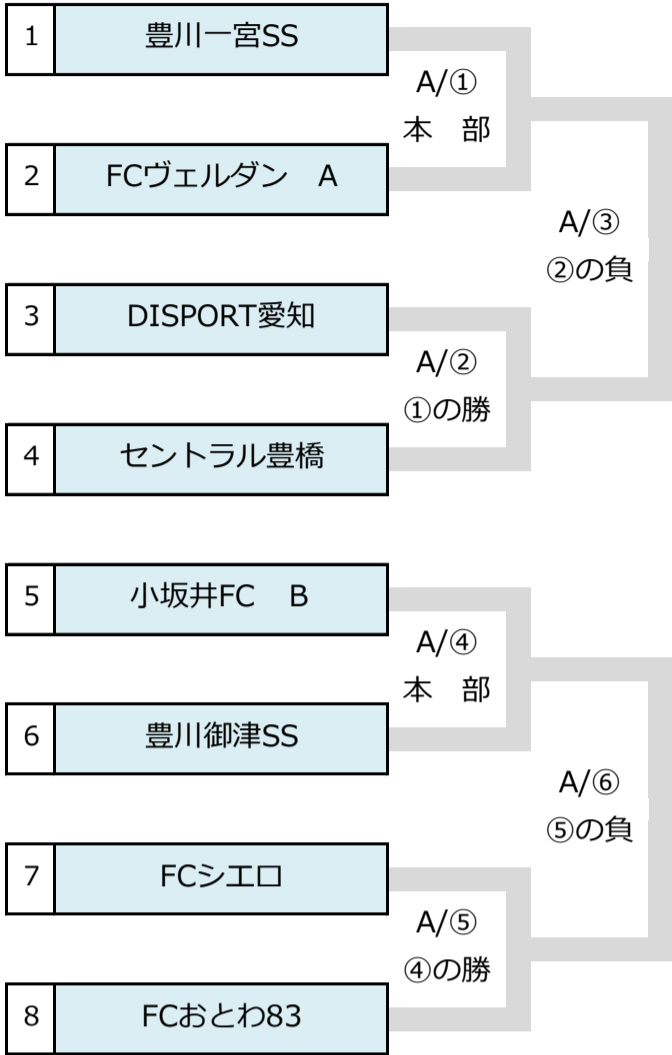 1 豊川一宮SS
A/①
本　部
2 FCヴェルダン　A
A/③
②の負
3 DISPORT愛知
A/②
①の勝
4 セントラル豊橋
5 小坂井FC　B
A/④
本　部
6 豊川御津SS
A/⑥
⑤の負
7 FCシエロ
A/⑤
④の勝
8 FCおとわ83